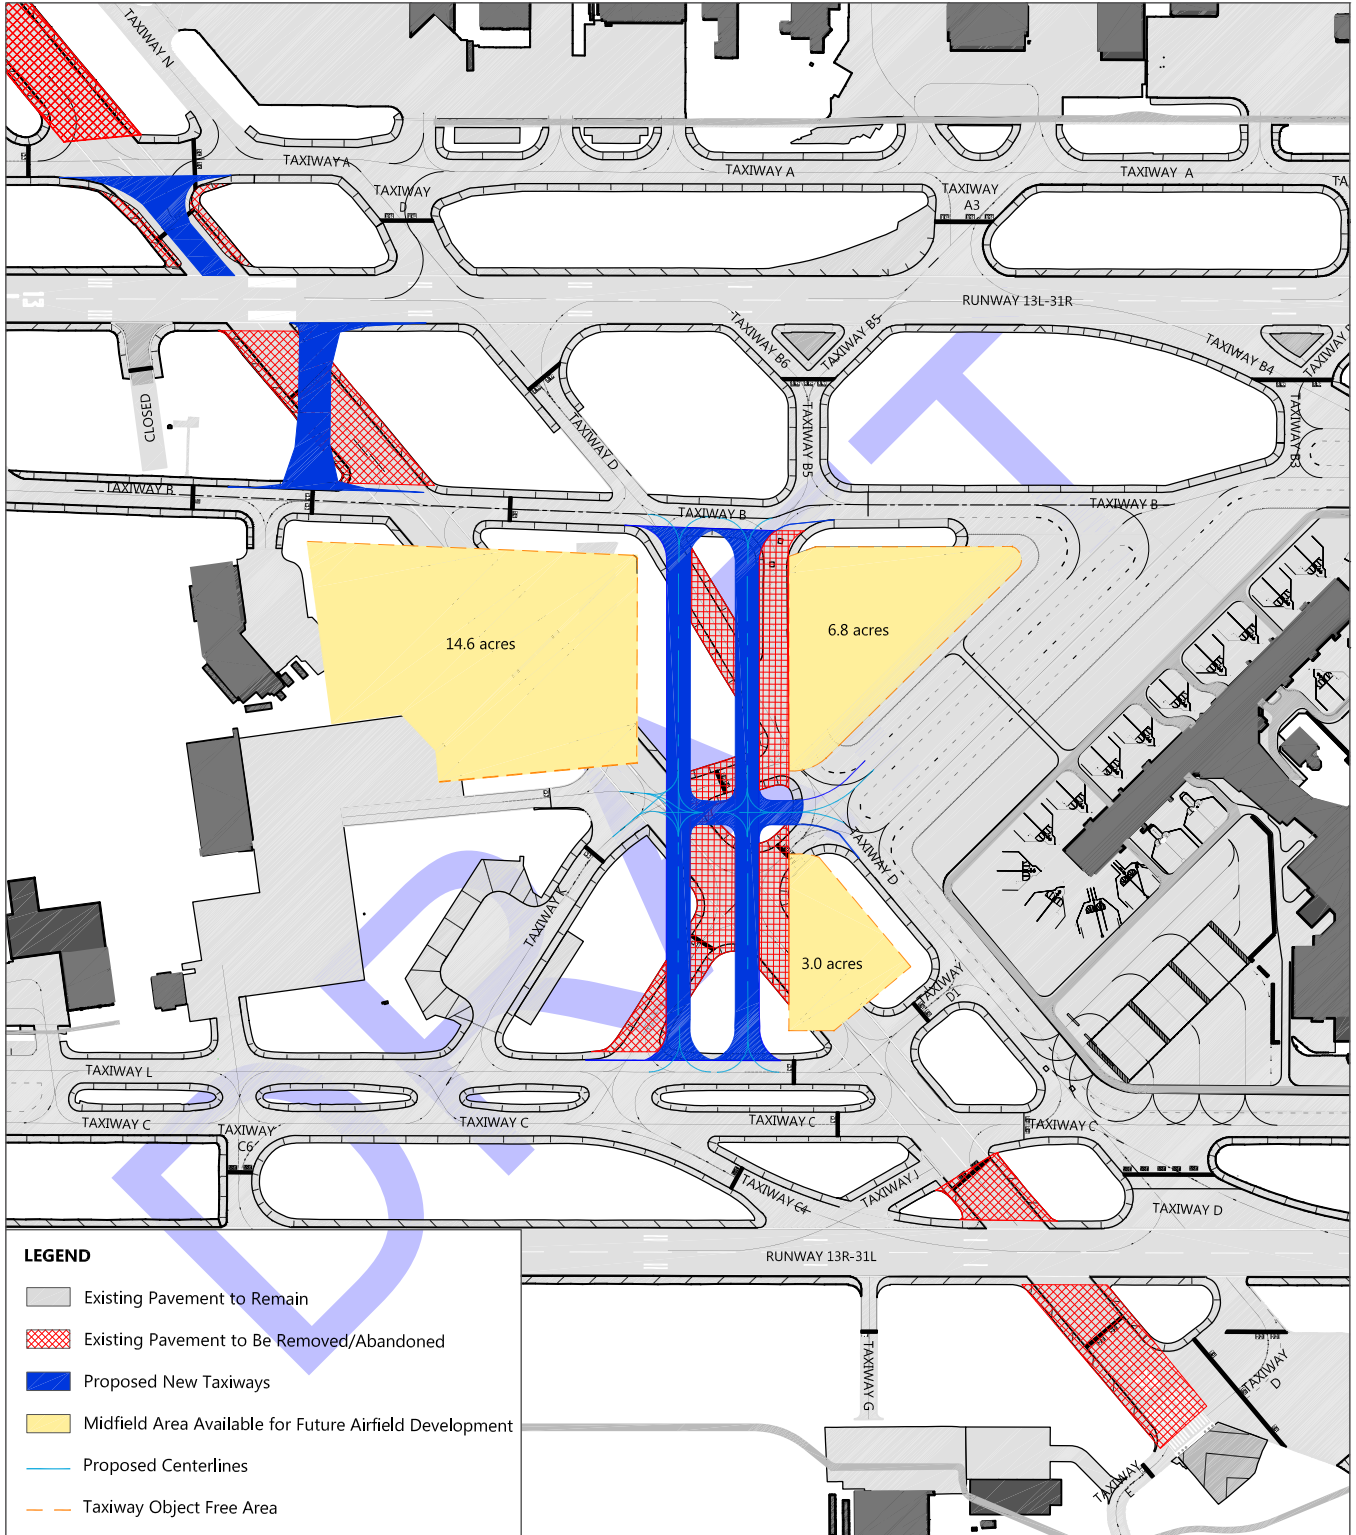 TAXIWAY N
TAXIWAY A
TAXIWAY A
TAXIWAY A
TA
TAXIWAY
D
TAXIWAY
A3
13
RUNWAY 13L-31R
TAXIWAY B6
TAXIWAY B5
TAXIWAY B4
TAXIWAY B
CLOSED
TAXIWAY D
TAXIWAY B5
TAXIWAY B3
TAXIWAY B
TAXIWAY B
TAXIWAY B
14.6 acres
6.8 acres
TAXIWAY D
TAXIWAY K
3.0 acres
TAXIWAY
D1
TAXIWAY L
TAXIWAY C
TAXIWAY
C6
TAXIWAY C
TAXIWAY C
TAXIWAY C
TAXIWAY C4
TAXIWAY J
TAXIWAY D
RUNWAY 13R-31L
TAXIWAY G
TAXIWAY
D
TAXIWAY
E
DRAFT
LEGEND
Existing Pavement to Remain
Existing Pavement to Be Removed/Abandoned
Proposed New Taxiways
Midfield Area Available for Future Airfield Development
Proposed Centerlines
Taxiway Object Free Area